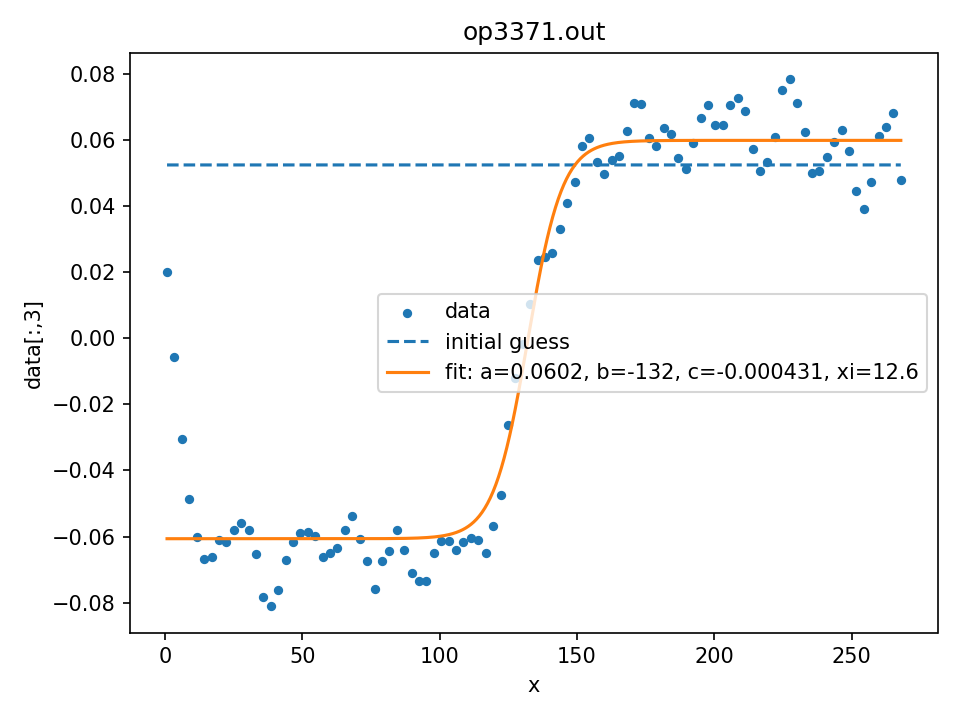 op3371.out
0.08
0.06
0.04
0.02
0.00
−0.02
−0.04
−0.06
−0.08
data[:,3]
data
initial guess
fit: a=0.0602, b=-132, c=-0.000431, xi=12.6
0 50 100 150 200 250
x